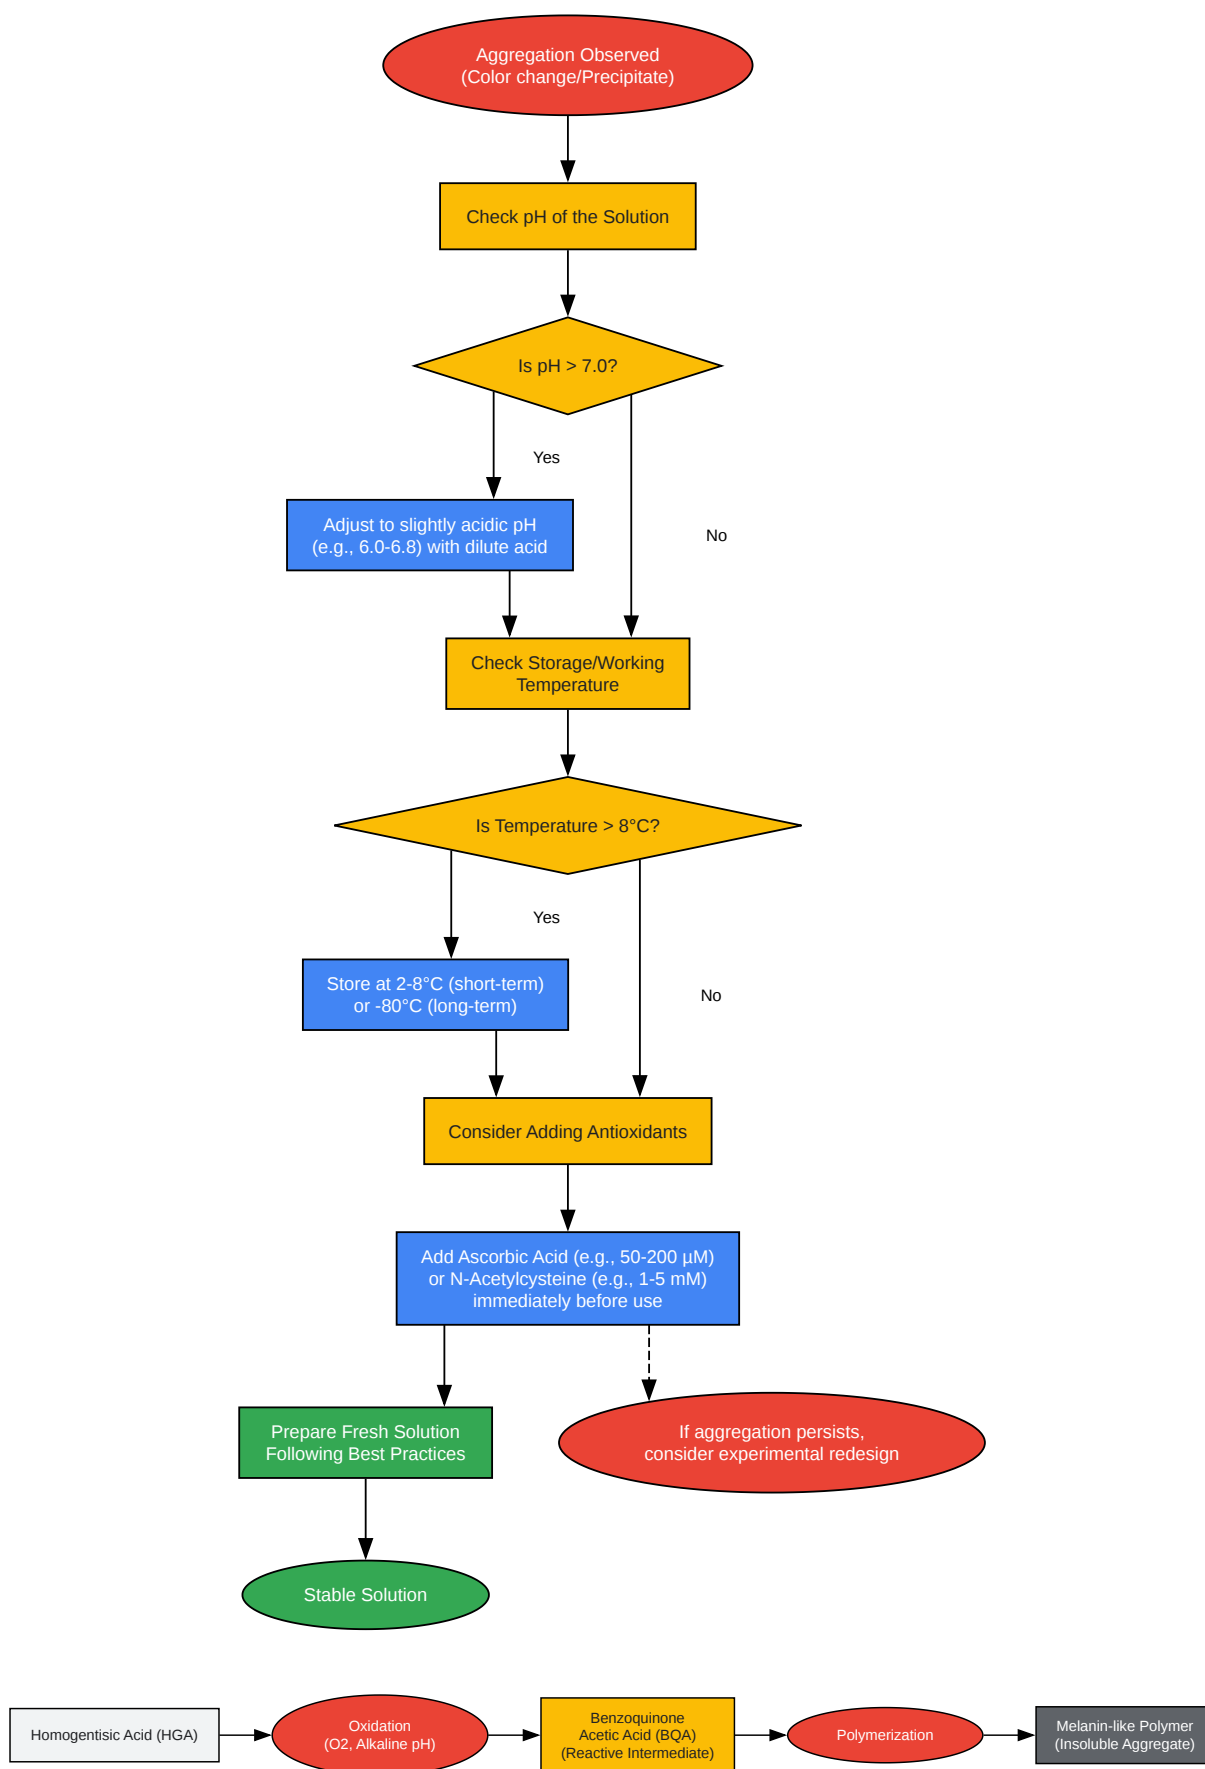 Aggregation Observed
(Color change/Precipitate)
Check pH of the Solution
Is pH > 7.0?
Yes
Adjust to slightly acidic pH
(e.g., 6.0-6.8) with dilute acid
No
Check Storage/Working
Temperature
Is Temperature > 8°C?
Yes
Store at 2-8°C (short-term)
or -80°C (long-term)
No
Consider Adding Antioxidants
Add Ascorbic Acid (e.g., 50-200 µM)
or N-Acetylcysteine (e.g., 1-5 mM)
immediately before use
Prepare Fresh Solution
Following Best Practices
If aggregation persists,
consider experimental redesign
Stable Solution
Homogentisic Acid (HGA)
Oxidation
(O2, Alkaline pH)
Benzoquinone
Acetic Acid (BQA)
(Reactive Intermediate)
Polymerization
Melanin-like Polymer
(Insoluble Aggregate)